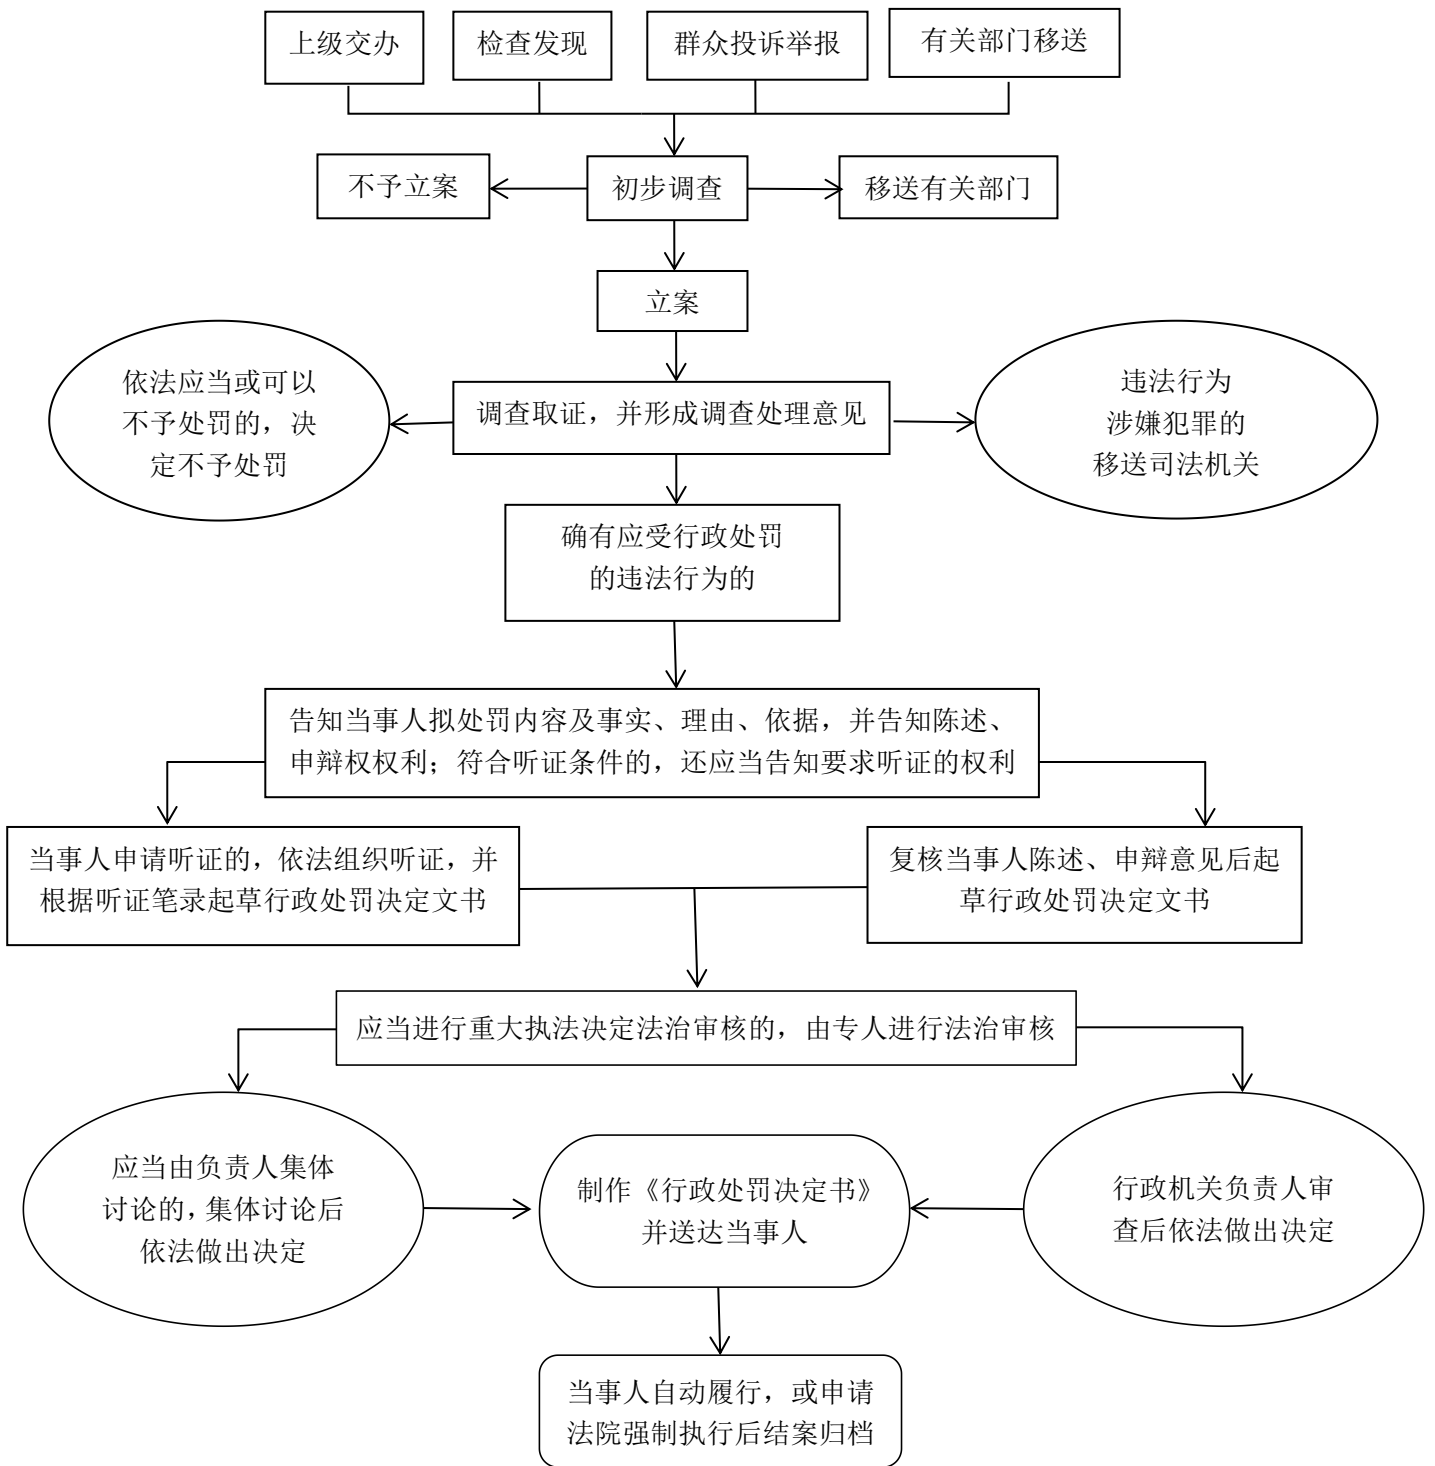 上级交办
检查发现
群众投诉举报
有关部门移送
不予立案
初步调查
移送有关部门
立案
依法应当或可以
不予处罚的，决
定不予处罚
调查取证，并形成调查处理意见
违法行为
涉嫌犯罪的
移送司法机关
确有应受行政处罚
的违法行为的
告知当事人拟处罚内容及事实、理由、依据，并告知陈述、
申辩权权利；符合听证条件的，还应当告知要求听证的权利
当事人申请听证的，依法组织听证，并
根据听证笔录起草行政处罚决定文书
复核当事人陈述、申辩意见后起
草行政处罚决定文书
应当进行重大执法决定法治审核的，由专人进行法治审核
应当由负责人集体
讨论的，集体讨论后
依法做出决定
制作《行政处罚决定书》
并送达当事人
行政机关负责人审
查后依法做出决定
当事人自动履行，或申请
法院强制执行后结案归档